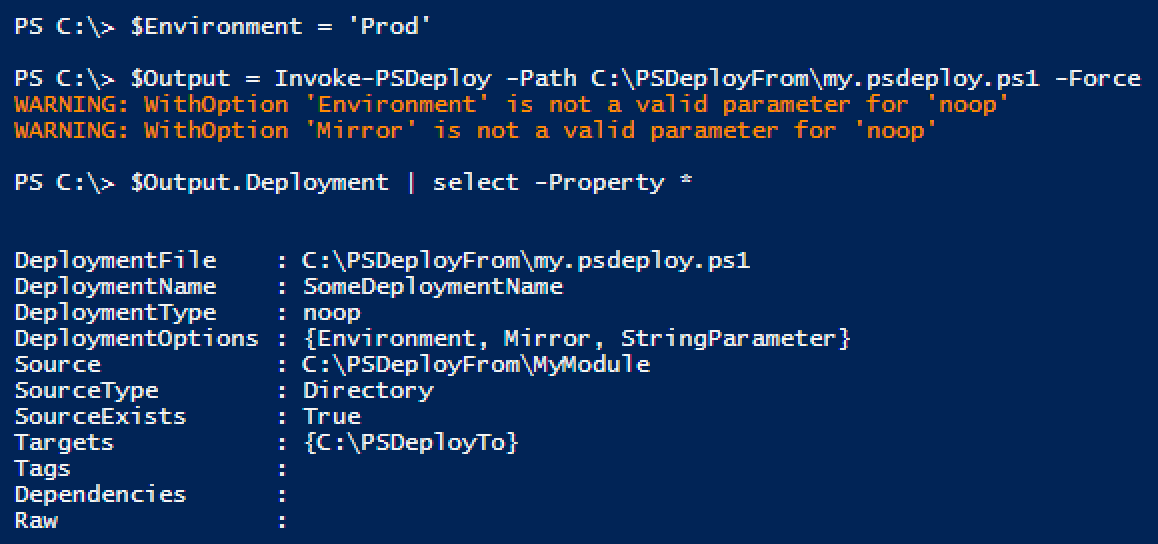 PS C:\> $Environment = 'Prod'
PS C:\> $Output = Invoke-PSDeploy -Path C:\PSDeployFrom\my.psdeploy.ps1 -Force
WARNING: WithOption 'Environment' is not a valid parameter for 'noop'
WARNING: WithOption 'Mirror' is not a valid parameter for 'noop'
PS C:\> $Output.Deployment | select -Property *
DeploymentFile    : C:\PSDeployFrom\my.psdeploy.ps1
DeploymentName    : SomeDeploymentName
DeploymentType    : noop
DeploymentOptions : {Environment, Mirror, StringParameter}
Source            : C:\PSDeployFrom\MyModule
SourceType        : Directory
SourceExists      : True
Targets           : {C:\PSDeployTo}
Tags              :
Dependencies      :
Raw               :